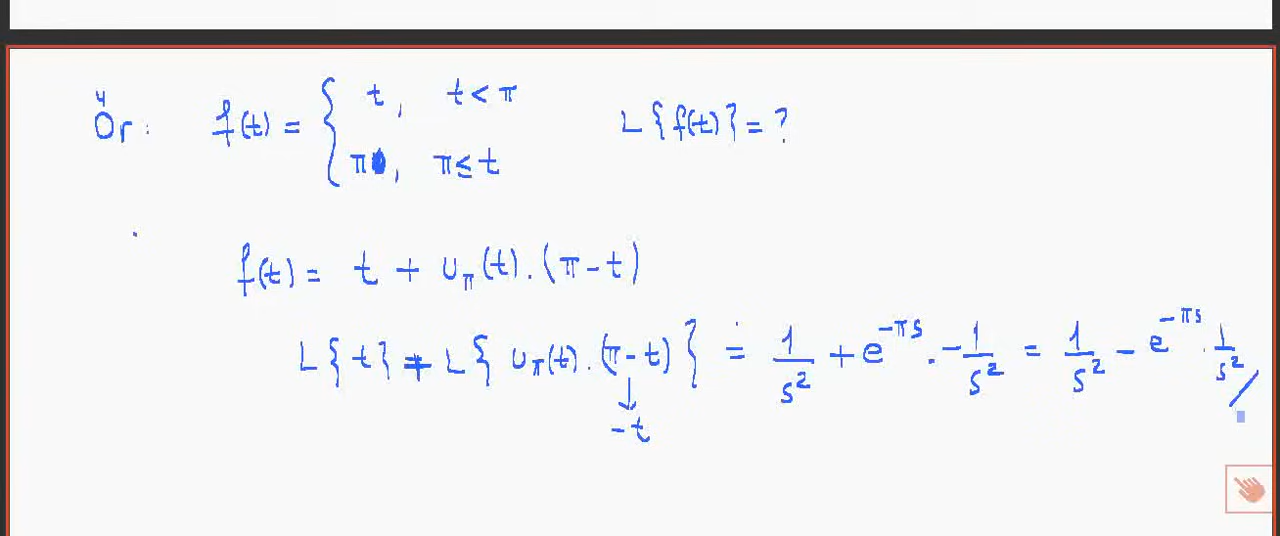 Ör: f(t) = { t, t < π L{f(t)} = ?
π, π ≤ t
f(t) = t + u_π(t).(π - t)
L{t} + L{u_π(t).(π - t)} = 1/s² + e^{-πs} . -1/s² = 1/s² - e^{-πs} . 1/s²
↓
-t